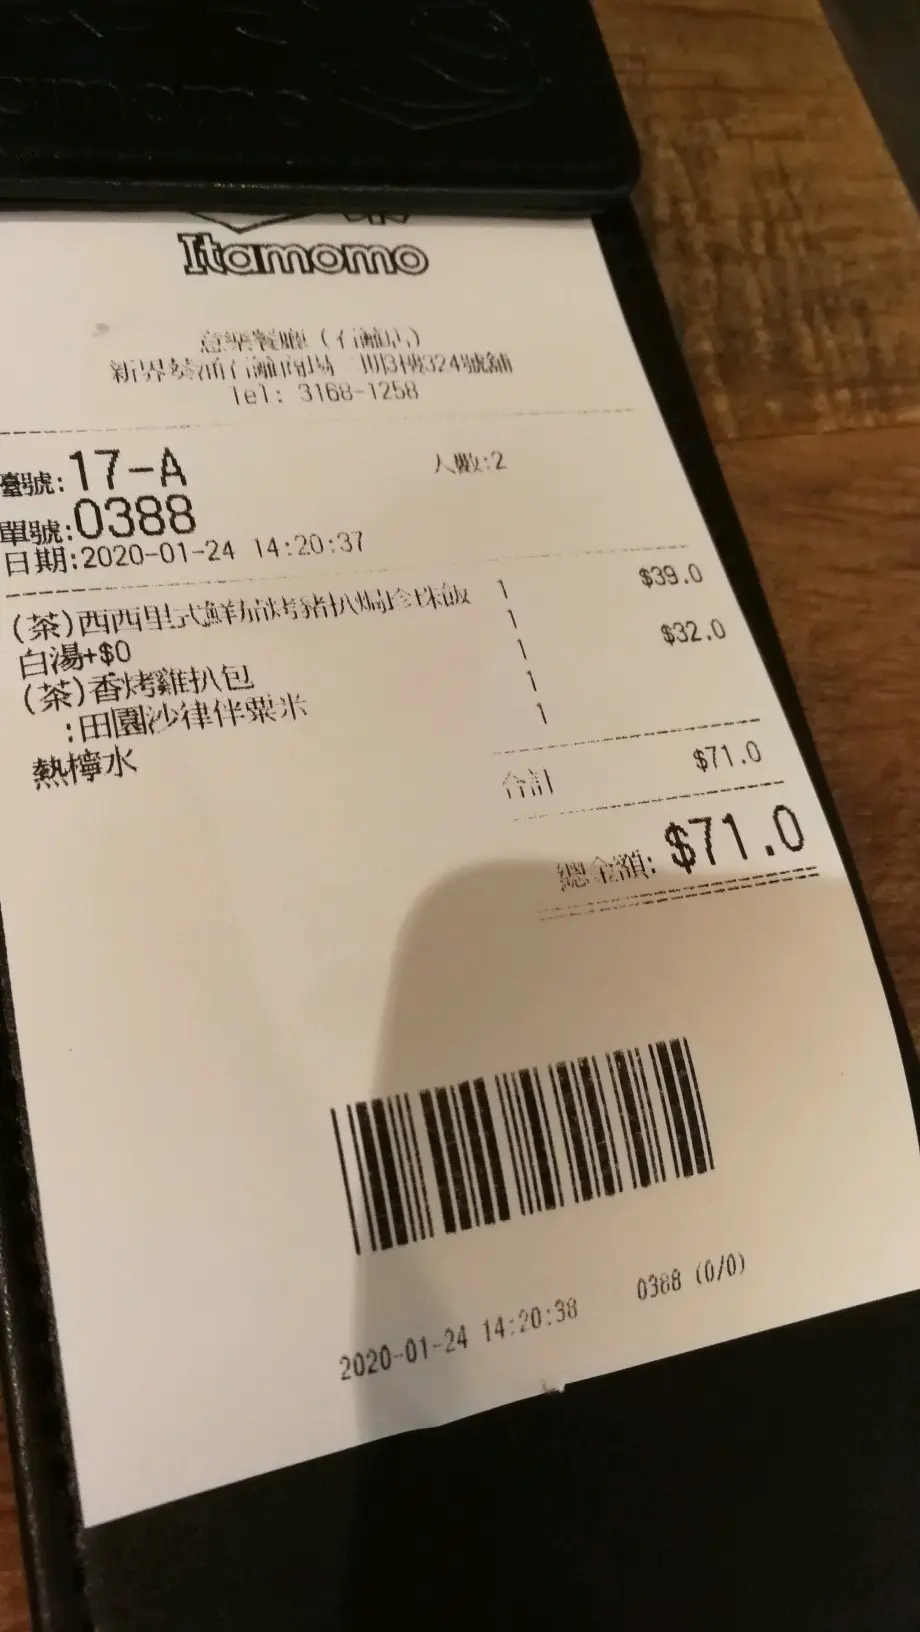 Itamomo
意樂餐廳（石籬店）
新界葵涌石籬商場二期3樓324號舖
Tel: 3168-1258
臺號:17-A 人數:2
單號:0388
日期:2020-01-24 14:20:37
(茶)西西里式鮮茄烤豬扒焗珍珠飯 1 $39.0
白湯+$0 1
(茶)香烤雞扒包 1 $32.0
:田園沙律伴粟米 1
熱檸水 1
合計 $71.0
總金額: $71.0
2020-01-24 14:20:38 0388 (0/0)